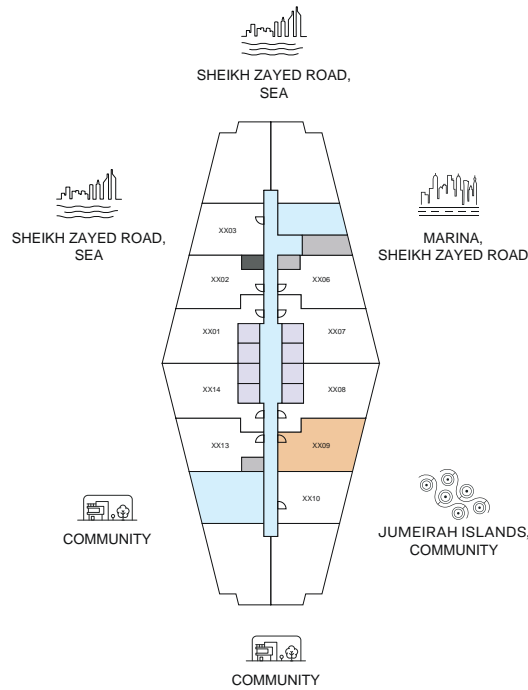 SHEIKH ZAYED ROAD,
SEA
SHEIKH ZAYED ROAD,
SEA
MARINA,
SHEIKH ZAYED ROAD
XX03
XX02
XX06
XX01
XX07
XX14
XX08
XX13
XX09
XX10
COMMUNITY
JUMEIRAH ISLANDS,
COMMUNITY
COMMUNITY